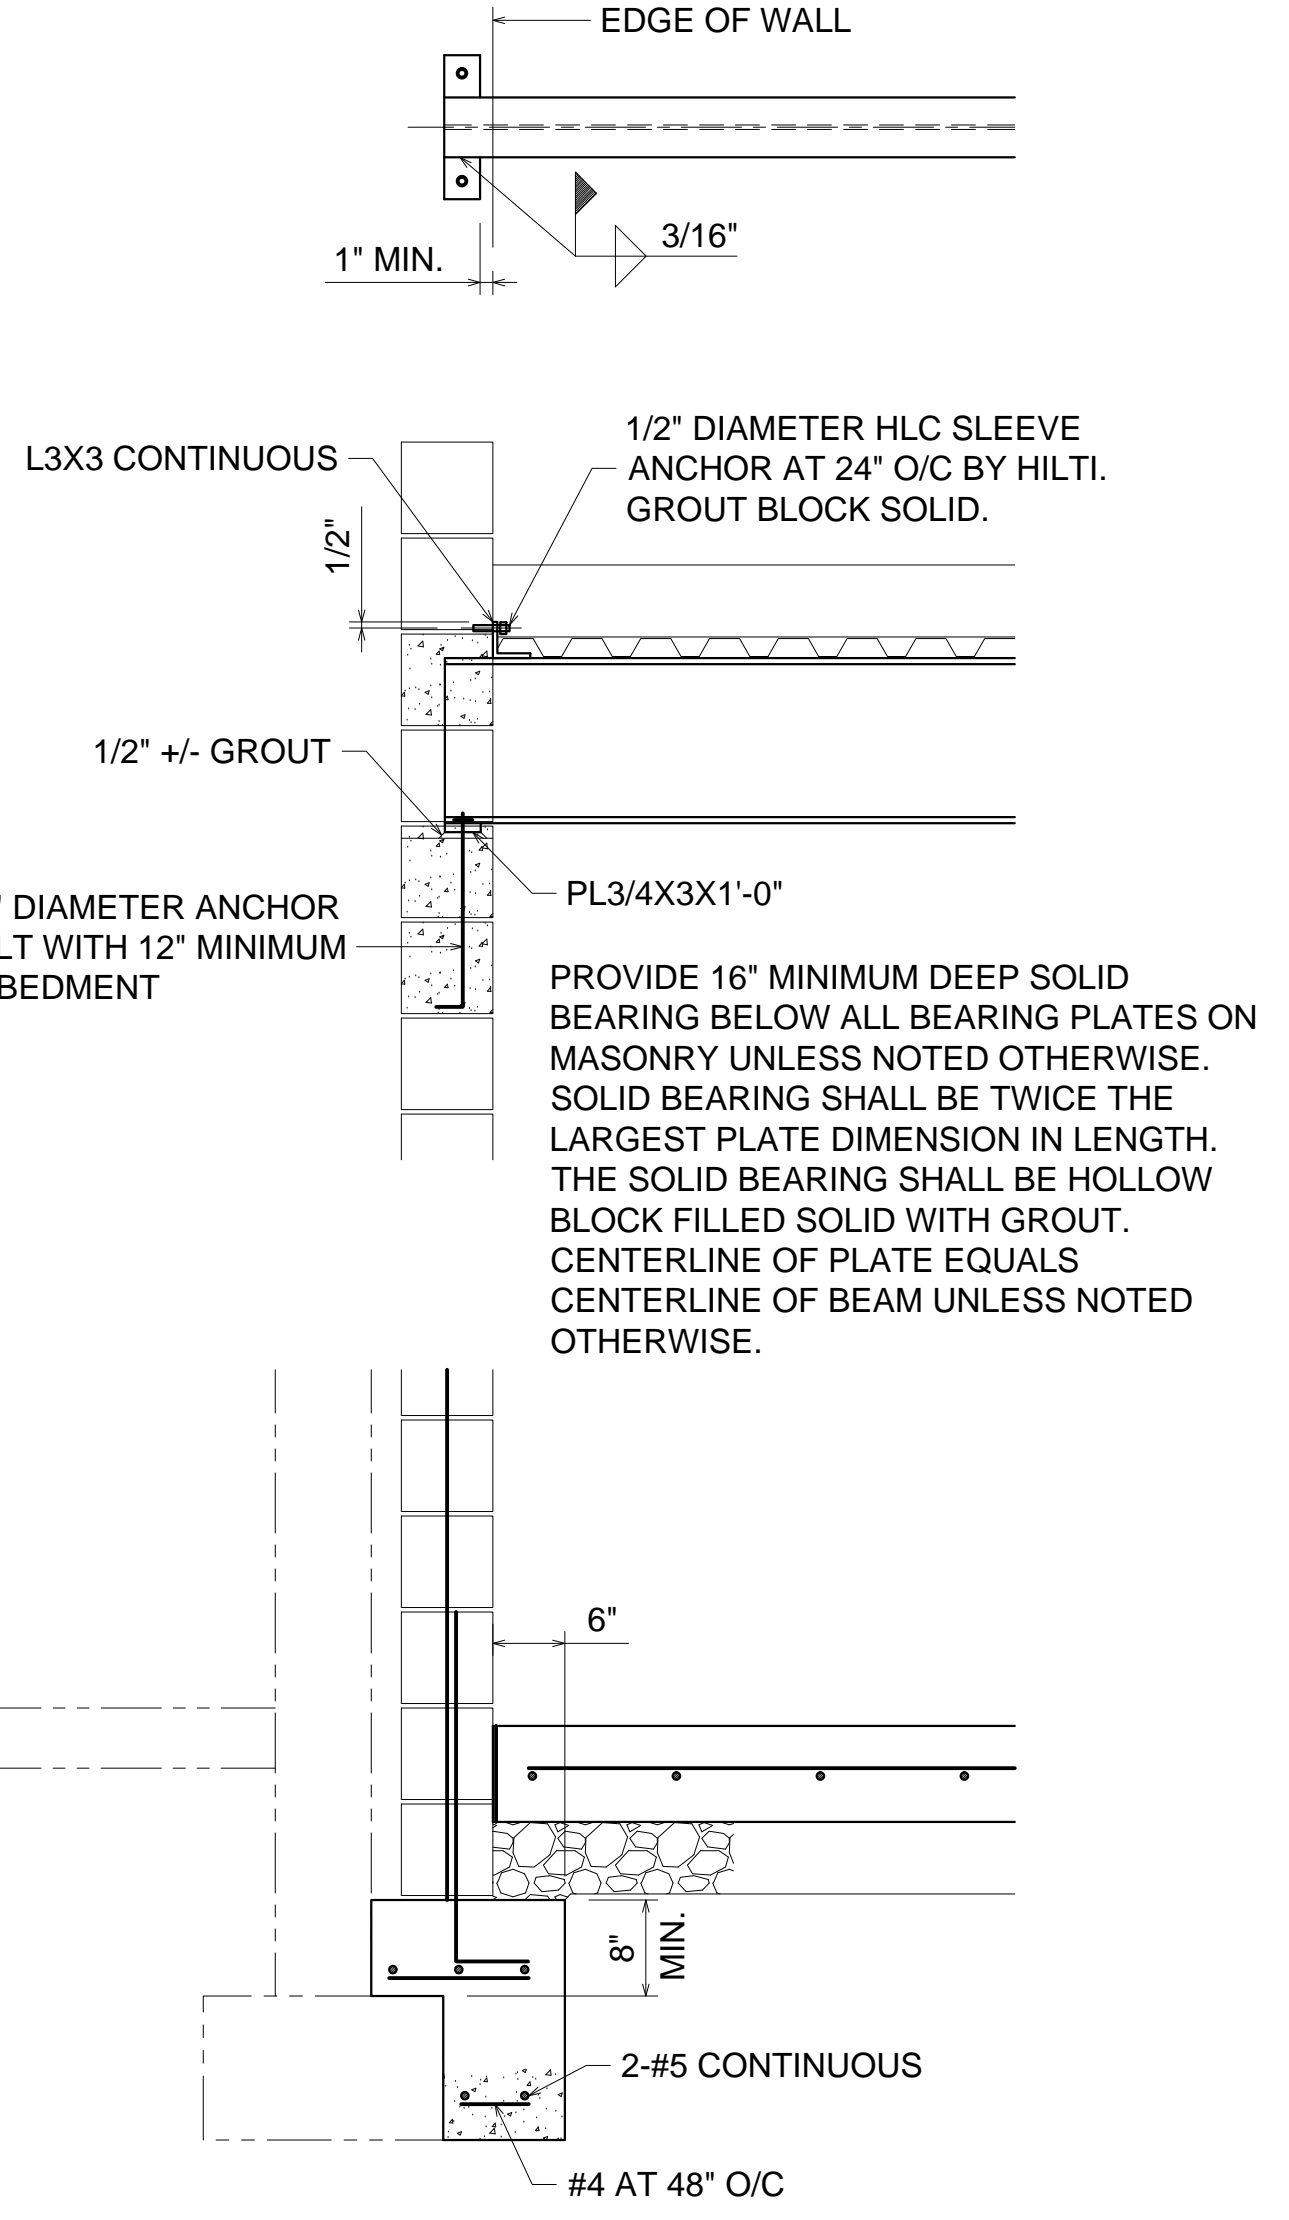 EDGE OF WALL
3/16"
1" MIN.
1/2" DIAMETER HLC SLEEVE
ANCHOR AT 24" O/C BY HILTI.
GROUT BLOCK SOLID.
L3X3 CONTINUOUS
1/2"
1/2" +/- GROUT
PL3/4X3X1'-0"
" DIAMETER ANCHOR
LT WITH 12" MINIMUM
BEDMENT
PROVIDE 16" MINIMUM DEEP SOLID
BEARING BELOW ALL BEARING PLATES ON
MASONRY UNLESS NOTED OTHERWISE.
SOLID BEARING SHALL BE TWICE THE
LARGEST PLATE DIMENSION IN LENGTH.
THE SOLID BEARING SHALL BE HOLLOW
BLOCK FILLED SOLID WITH GROUT.
CENTERLINE OF PLATE EQUALS
CENTERLINE OF BEAM UNLESS NOTED
OTHERWISE.
6"
8"
MIN.
2-#5 CONTINUOUS
#4 AT 48" O/C